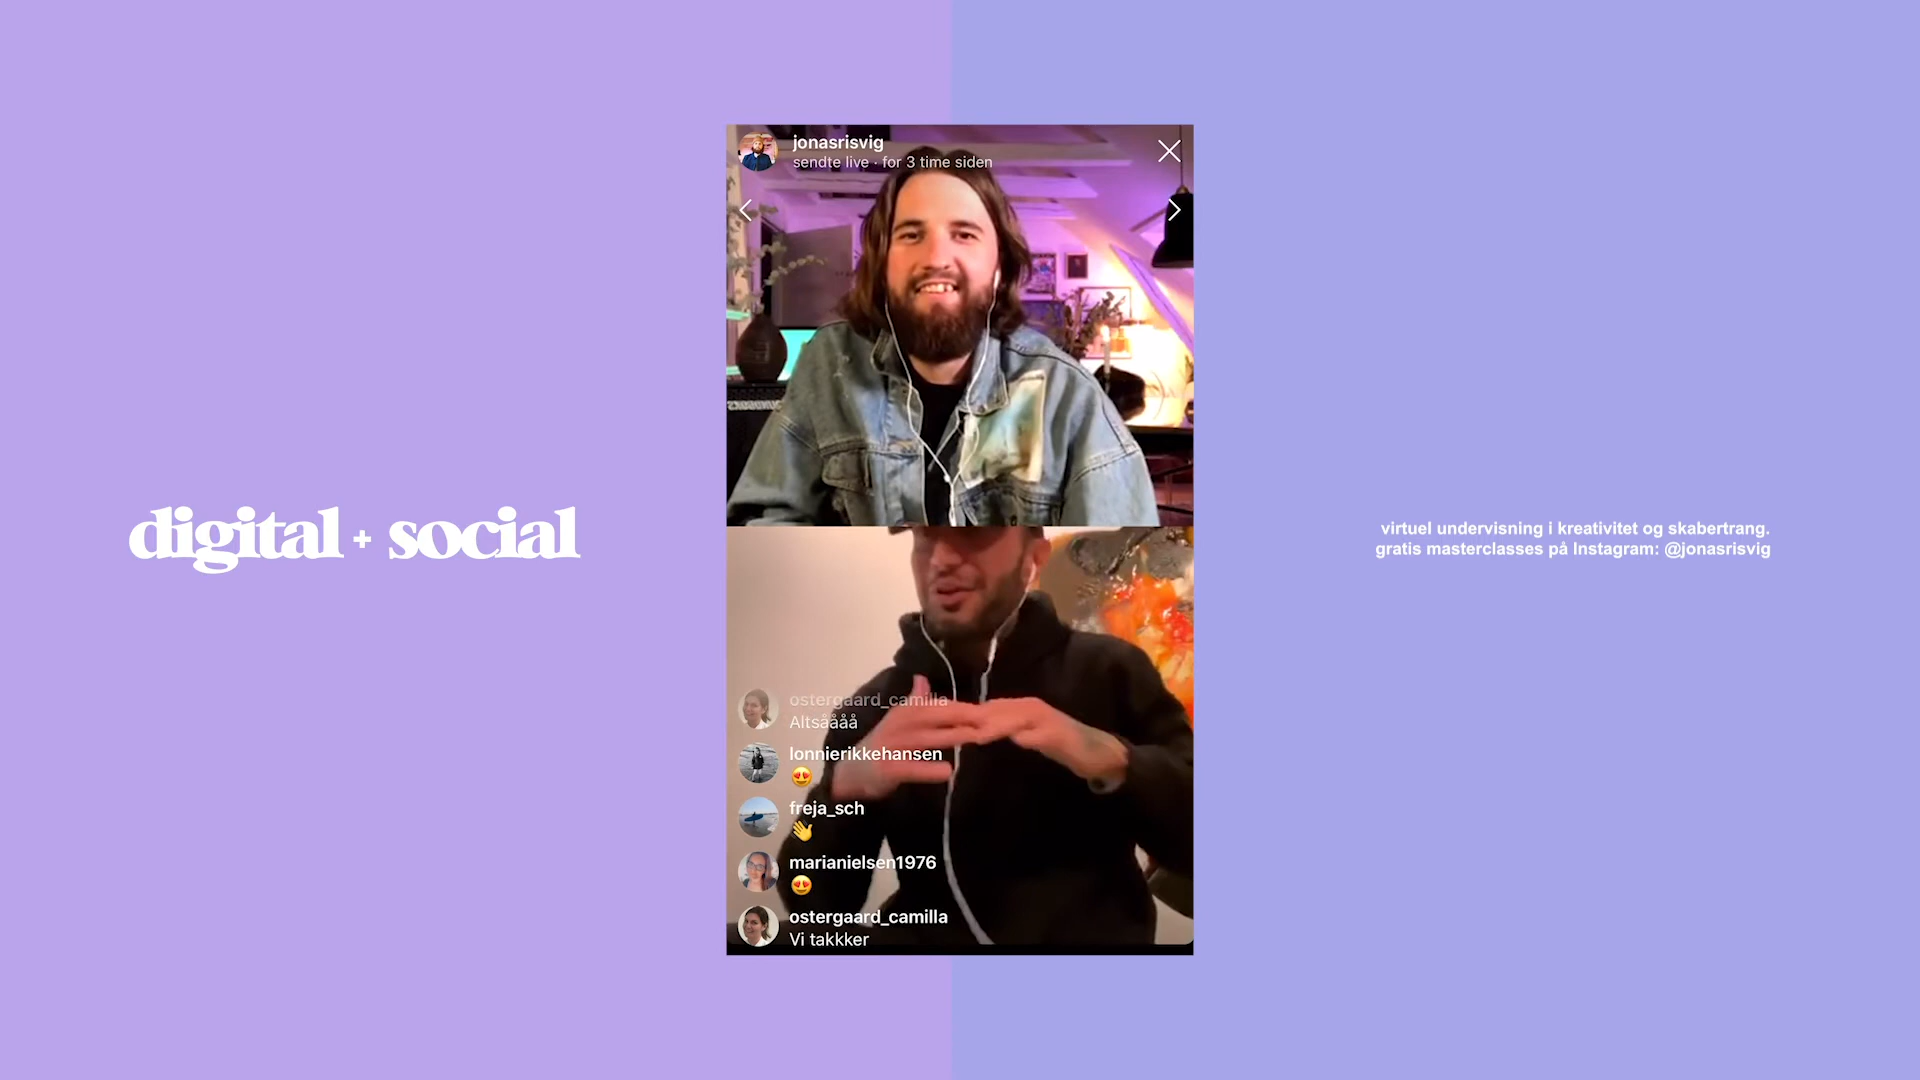 jonasrisvig
sendte live · for 3 time siden
digital + social
virtuel undervisning i kreativitet og skabertrang.
gratis masterclasses på Instagram: @jonasrisvig
ostergaard_camilla
Altsåååå
lonnierikkehansen
😍
freja_sch
👋
marianielsen1976
😍
ostergaard_camilla
Vi takkker